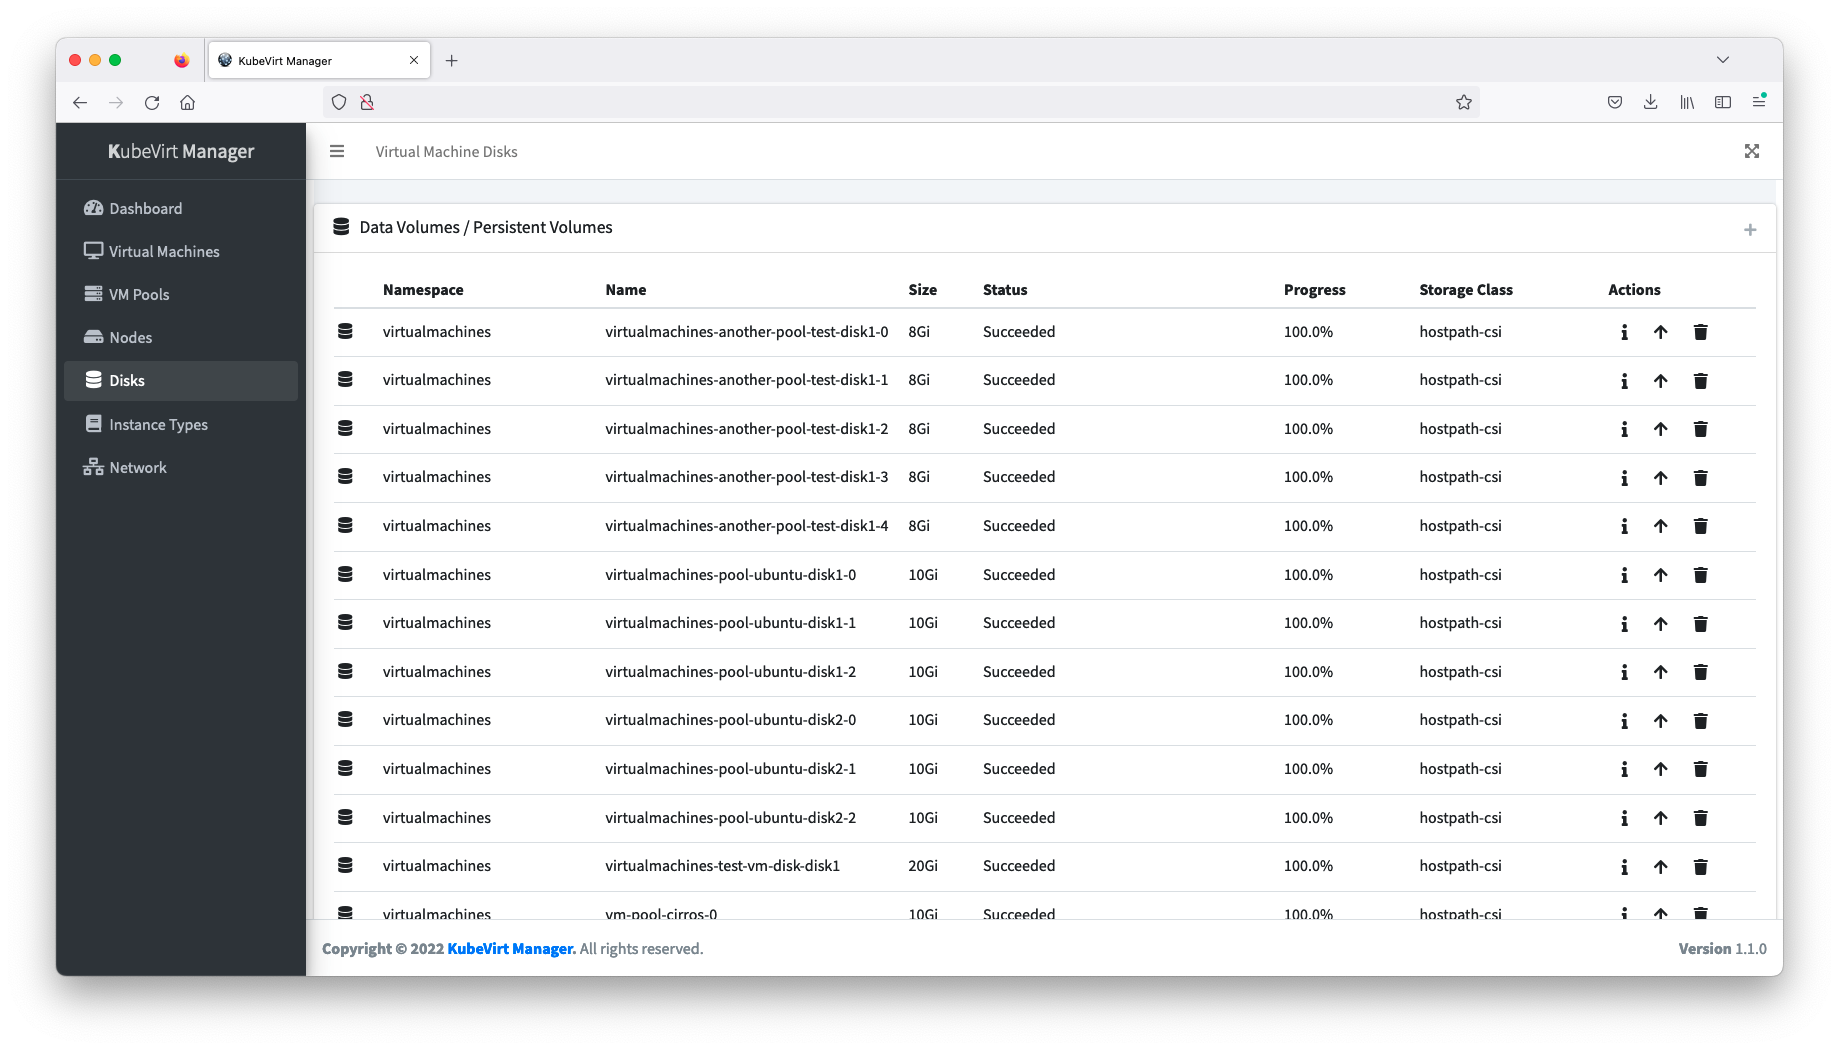 KubeVirt Manager
KubeVirt Manager
Virtual Machine Disks
Dashboard
Virtual Machines
VM Pools
Nodes
Disks
Instance Types
Network
Data Volumes / Persistent Volumes
Namespace Name Size Status Progress Storage Class Actions
virtualmachines virtualmachines-another-pool-test-disk1-0 8Gi Succeeded 100.0% hostpath-csi
virtualmachines virtualmachines-another-pool-test-disk1-1 8Gi Succeeded 100.0% hostpath-csi
virtualmachines virtualmachines-another-pool-test-disk1-2 8Gi Succeeded 100.0% hostpath-csi
virtualmachines virtualmachines-another-pool-test-disk1-3 8Gi Succeeded 100.0% hostpath-csi
virtualmachines virtualmachines-another-pool-test-disk1-4 8Gi Succeeded 100.0% hostpath-csi
virtualmachines virtualmachines-pool-ubuntu-disk1-0 10Gi Succeeded 100.0% hostpath-csi
virtualmachines virtualmachines-pool-ubuntu-disk1-1 10Gi Succeeded 100.0% hostpath-csi
virtualmachines virtualmachines-pool-ubuntu-disk1-2 10Gi Succeeded 100.0% hostpath-csi
virtualmachines virtualmachines-pool-ubuntu-disk2-0 10Gi Succeeded 100.0% hostpath-csi
virtualmachines virtualmachines-pool-ubuntu-disk2-1 10Gi Succeeded 100.0% hostpath-csi
virtualmachines virtualmachines-pool-ubuntu-disk2-2 10Gi Succeeded 100.0% hostpath-csi
virtualmachines virtualmachines-test-vm-disk-disk1 20Gi Succeeded 100.0% hostpath-csi
virtualmachines vm-pool-cirros-0 10Gi Succeeded 100.0% hostpath-csi
Copyright © 2022 KubeVirt Manager. All rights reserved.
Version 1.1.0